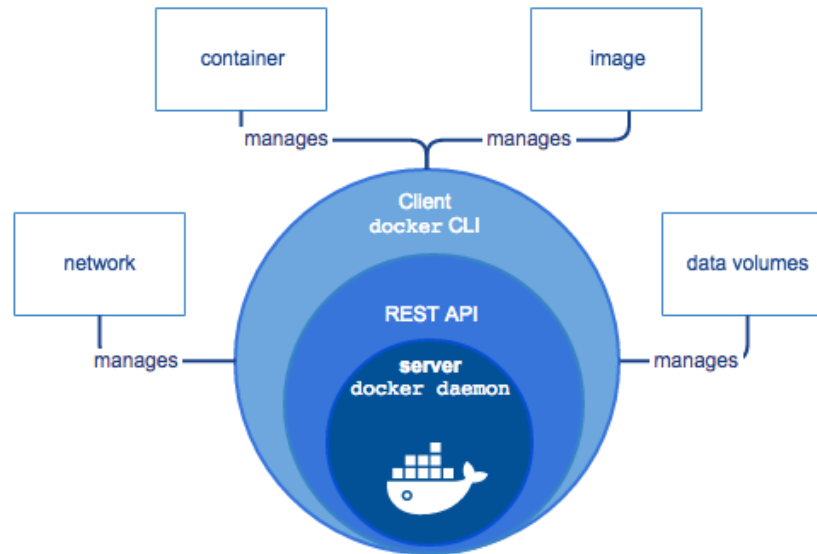 container
image
manages
manages
Client
docker CLI
network
data volumes
REST API
manages
server
manages
docker daemon